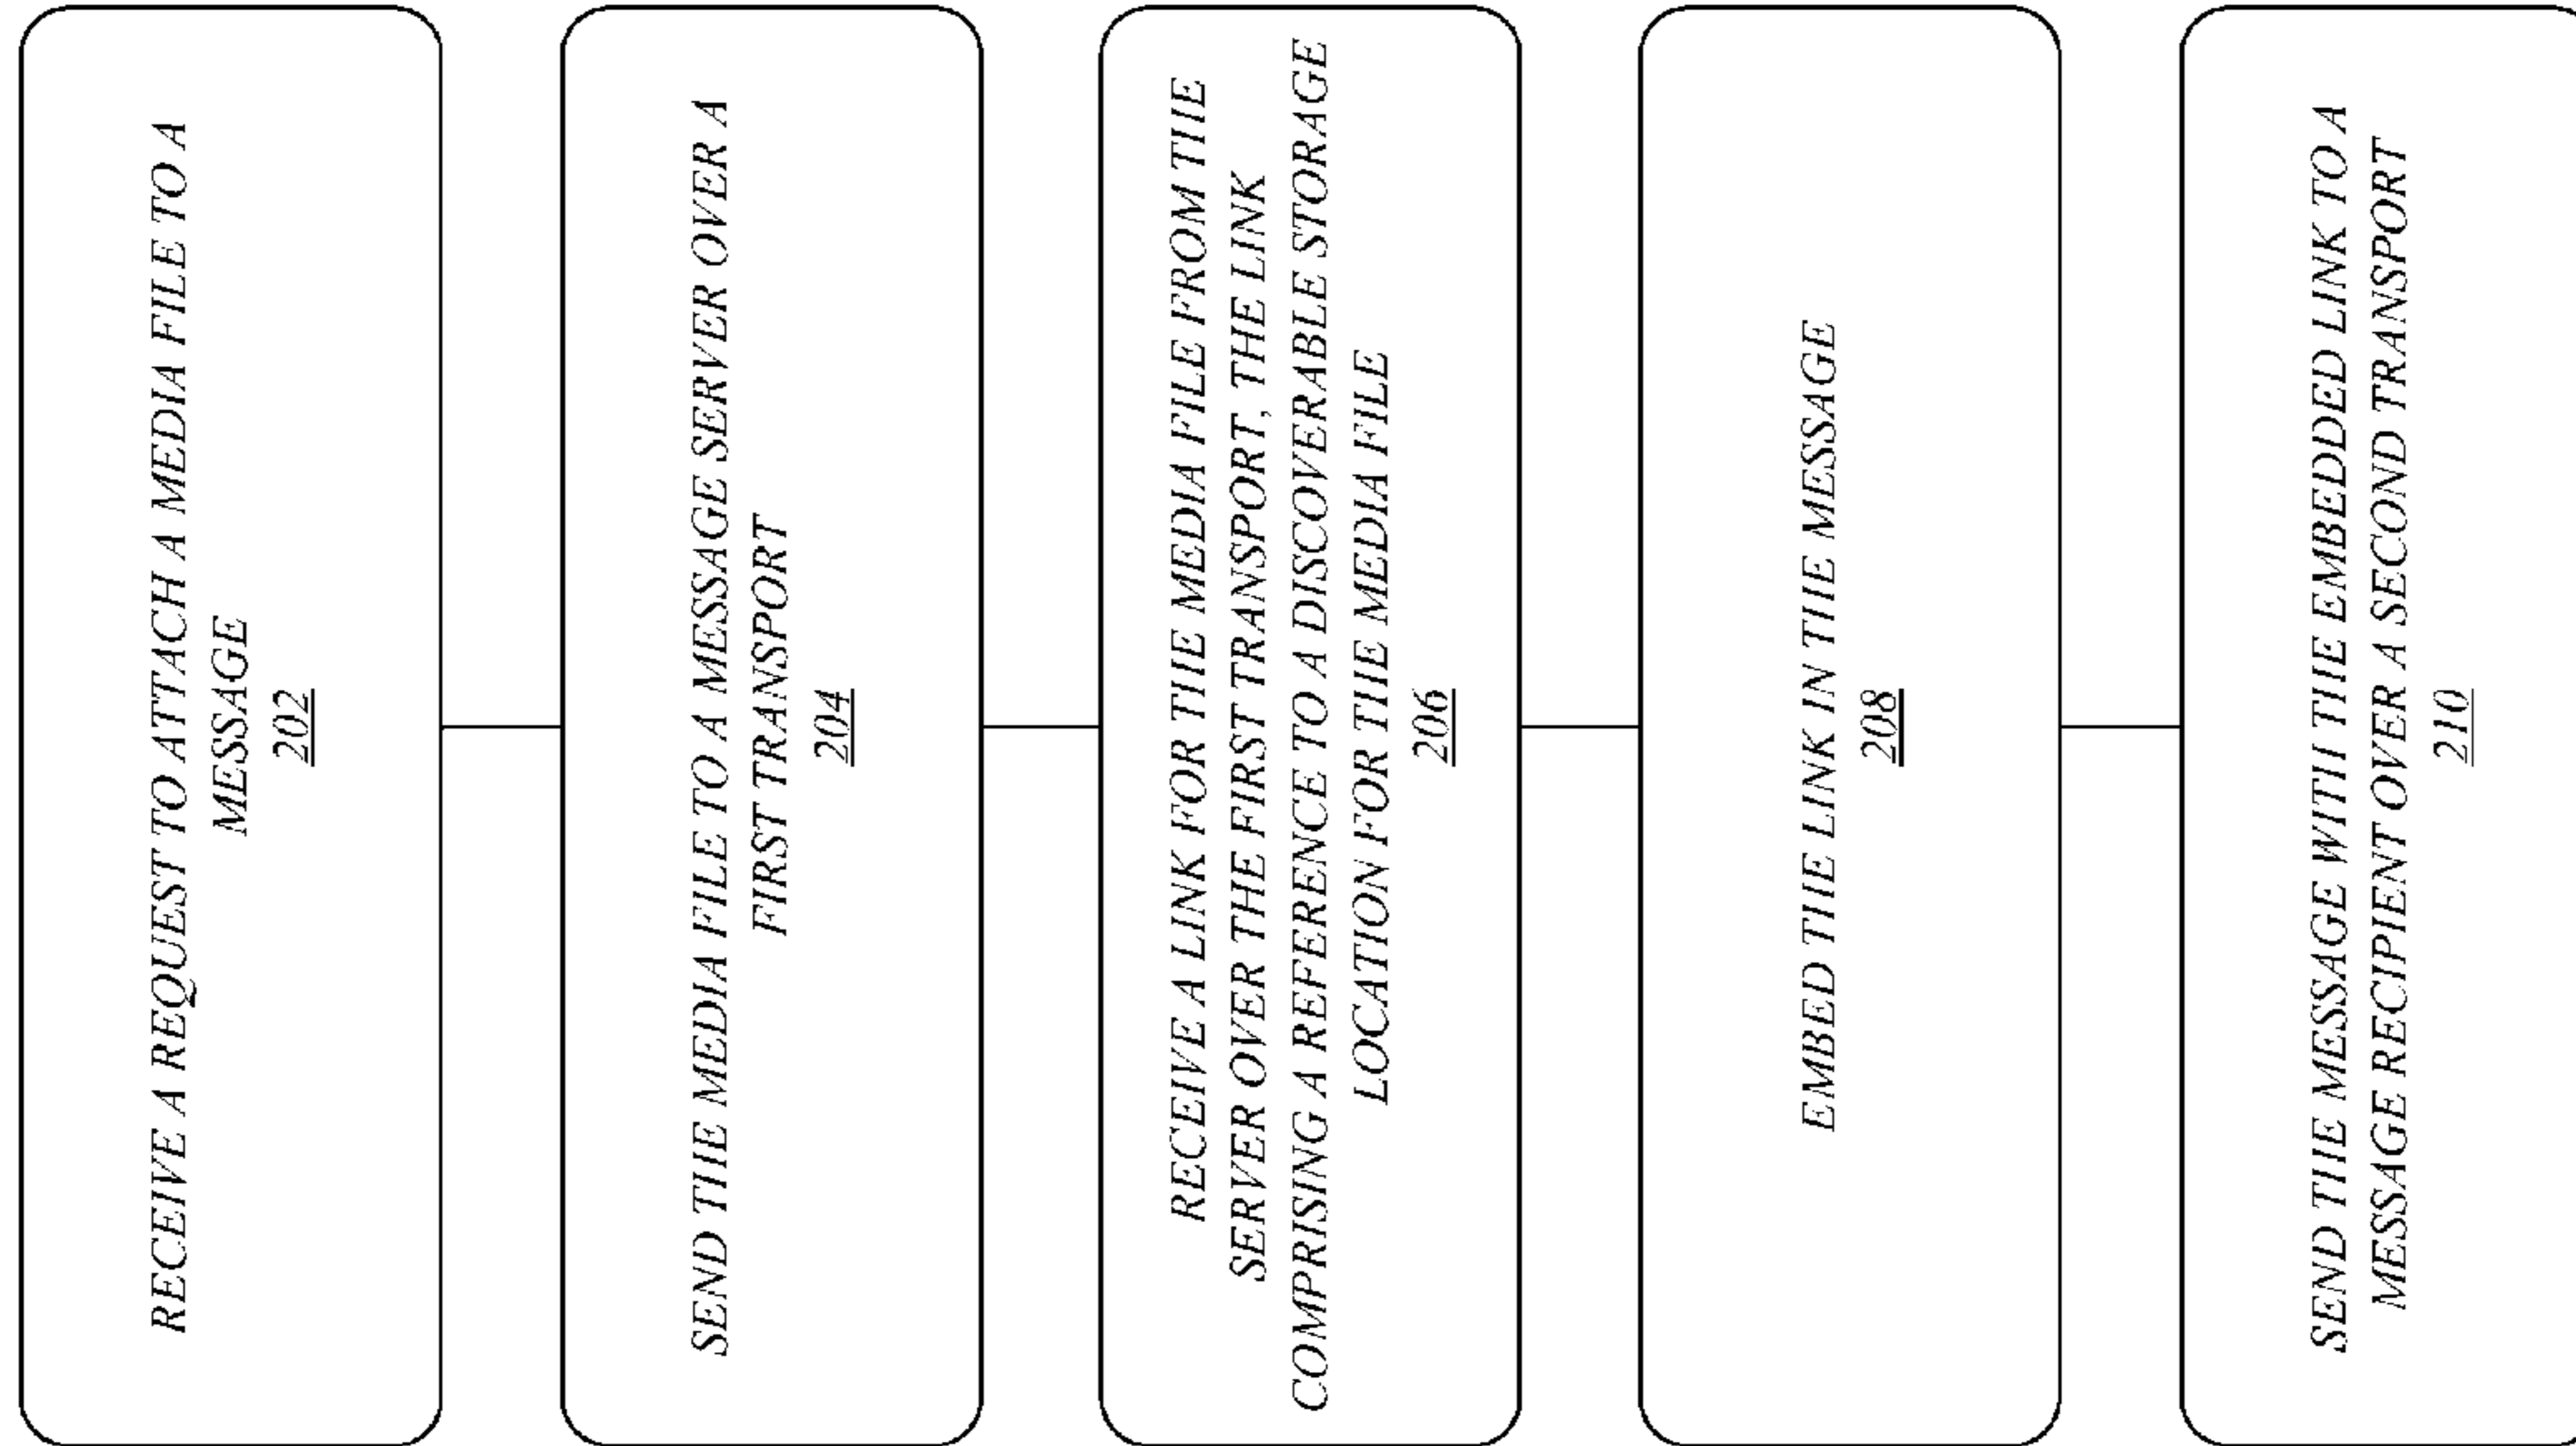 RECEIVE A REQUEST TO ATTACH A MEDIA FILE TO A
MESSAGE
202
SEND THE MEDIA FILE TO A MESSAGE SERVER OVER A
FIRST TRANSPORT
204
RECEIVE A LINK FOR THE MEDIA FILE FROM THE
SERVER OVER THE FIRST TRANSPORT, THE LINK
COMPRISING A REFERENCE TO A DISCOVERABLE STORAGE
LOCATION FOR THE MEDIA FILE
206
EMBED THE LINK IN THE MESSAGE
208
SEND THE MESSAGE WITH THE EMBEDDED LINK TO A
MESSAGE RECIPIENT OVER A SECOND TRANSPORT
210